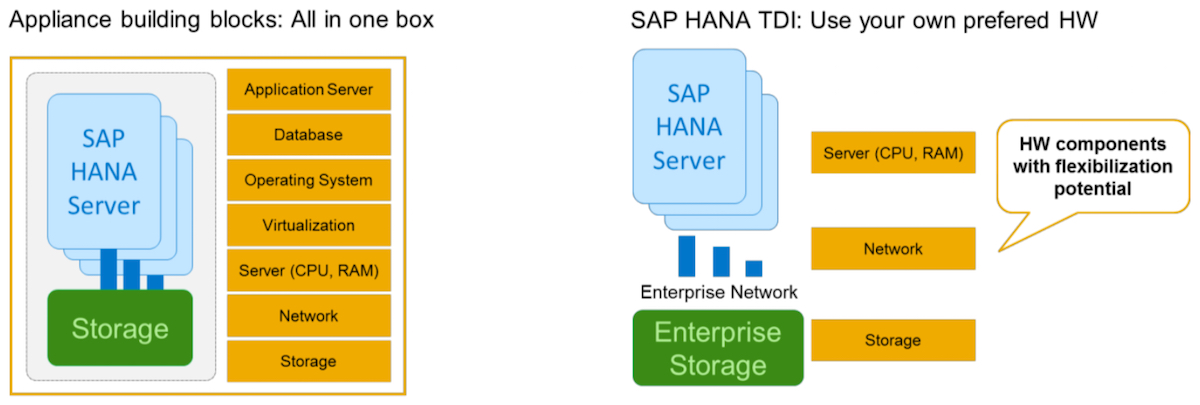 Appliance building blocks: All in one box
SAP
HANA
Server
Storage
Application Server
Database
Operating System
Virtualization
Server (CPU, RAM)
Network
Storage
SAP HANA TDI: Use your own prefered HW
SAP
HANA
Server
Enterprise Network
Enterprise
Storage
Server (CPU, RAM)
Network
Storage
HW components
with flexibilization
potential